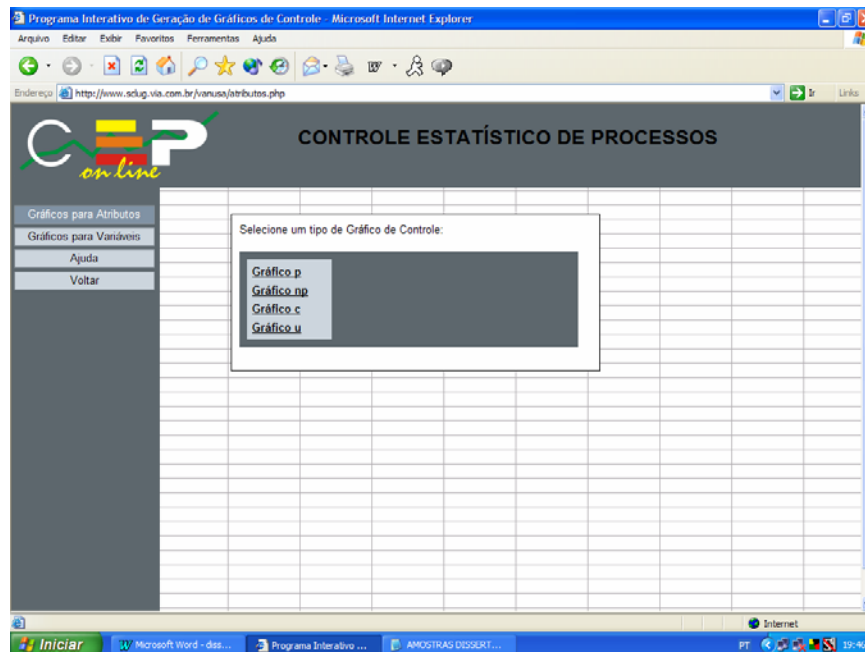 Programa Interativo de Geração de Gráficos de Controle - Microsoft Internet Explorer
Arquivo Editar Exibir Favoritos Ferramentas Ajuda
Endereço http://www.sclug.via.com.br/vanusa/atributos.php Ir Links
CEP
on line
CONTROLE ESTATÍSTICO DE PROCESSOS
Gráficos para Atributos
Gráficos para Variáveis
Ajuda
Voltar
Selecione um tipo de Gráfico de Controle:
Gráfico p
Gráfico np
Gráfico c
Gráfico u
Internet
Iniciar Microsoft Word - diss... Programa Interativo ... AMOSTRAS DISSERT... PT 19:46